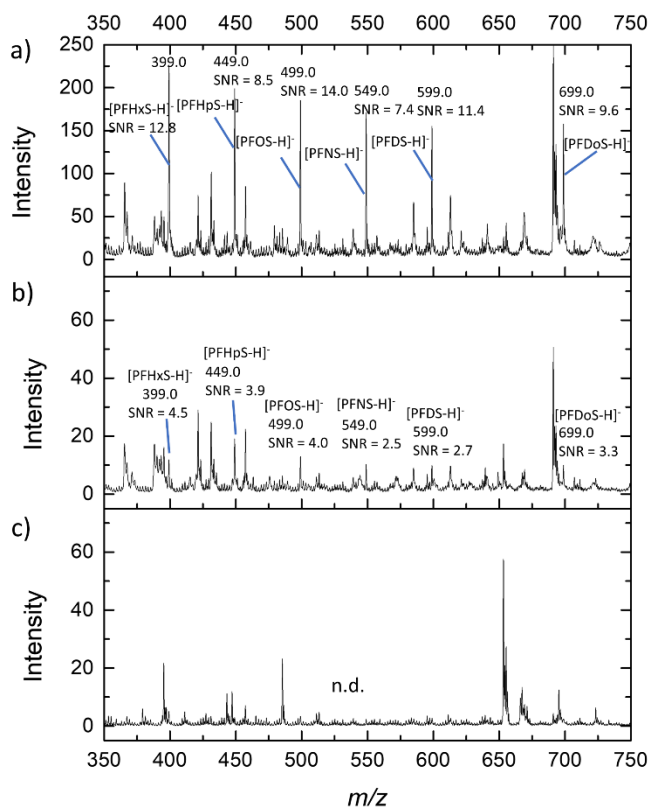 a)
Intensity
250
200
150
100
50
0
399.0
[PFHxS-H]-
SNR = 12.8
449.0
SNR = 8.5
[PFHpS-H]-
499.0
SNR = 14.0
[PFOS-H]-
549.0
SNR = 7.4
[PFNS-H]-
599.0
SNR = 11.4
[PFDS-H]-
699.0
SNR = 9.6
[PFDoS-H]-
350 400 450 500 550 600 650 700 750
b)
Intensity
60
40
20
0
[PFHxS-H]-
399.0
SNR = 4.5
[PFHpS-H]-
449.0
SNR = 3.9
[PFOS-H]-
499.0
SNR = 4.0
[PFNS-H]-
549.0
SNR = 2.5
[PFDS-H]-
599.0
SNR = 2.7
[PFDoS-H]-
699.0
SNR = 3.3
c)
Intensity
60
40
20
0
n.d.
350 400 450 500 550 600 650 700 750
m/z